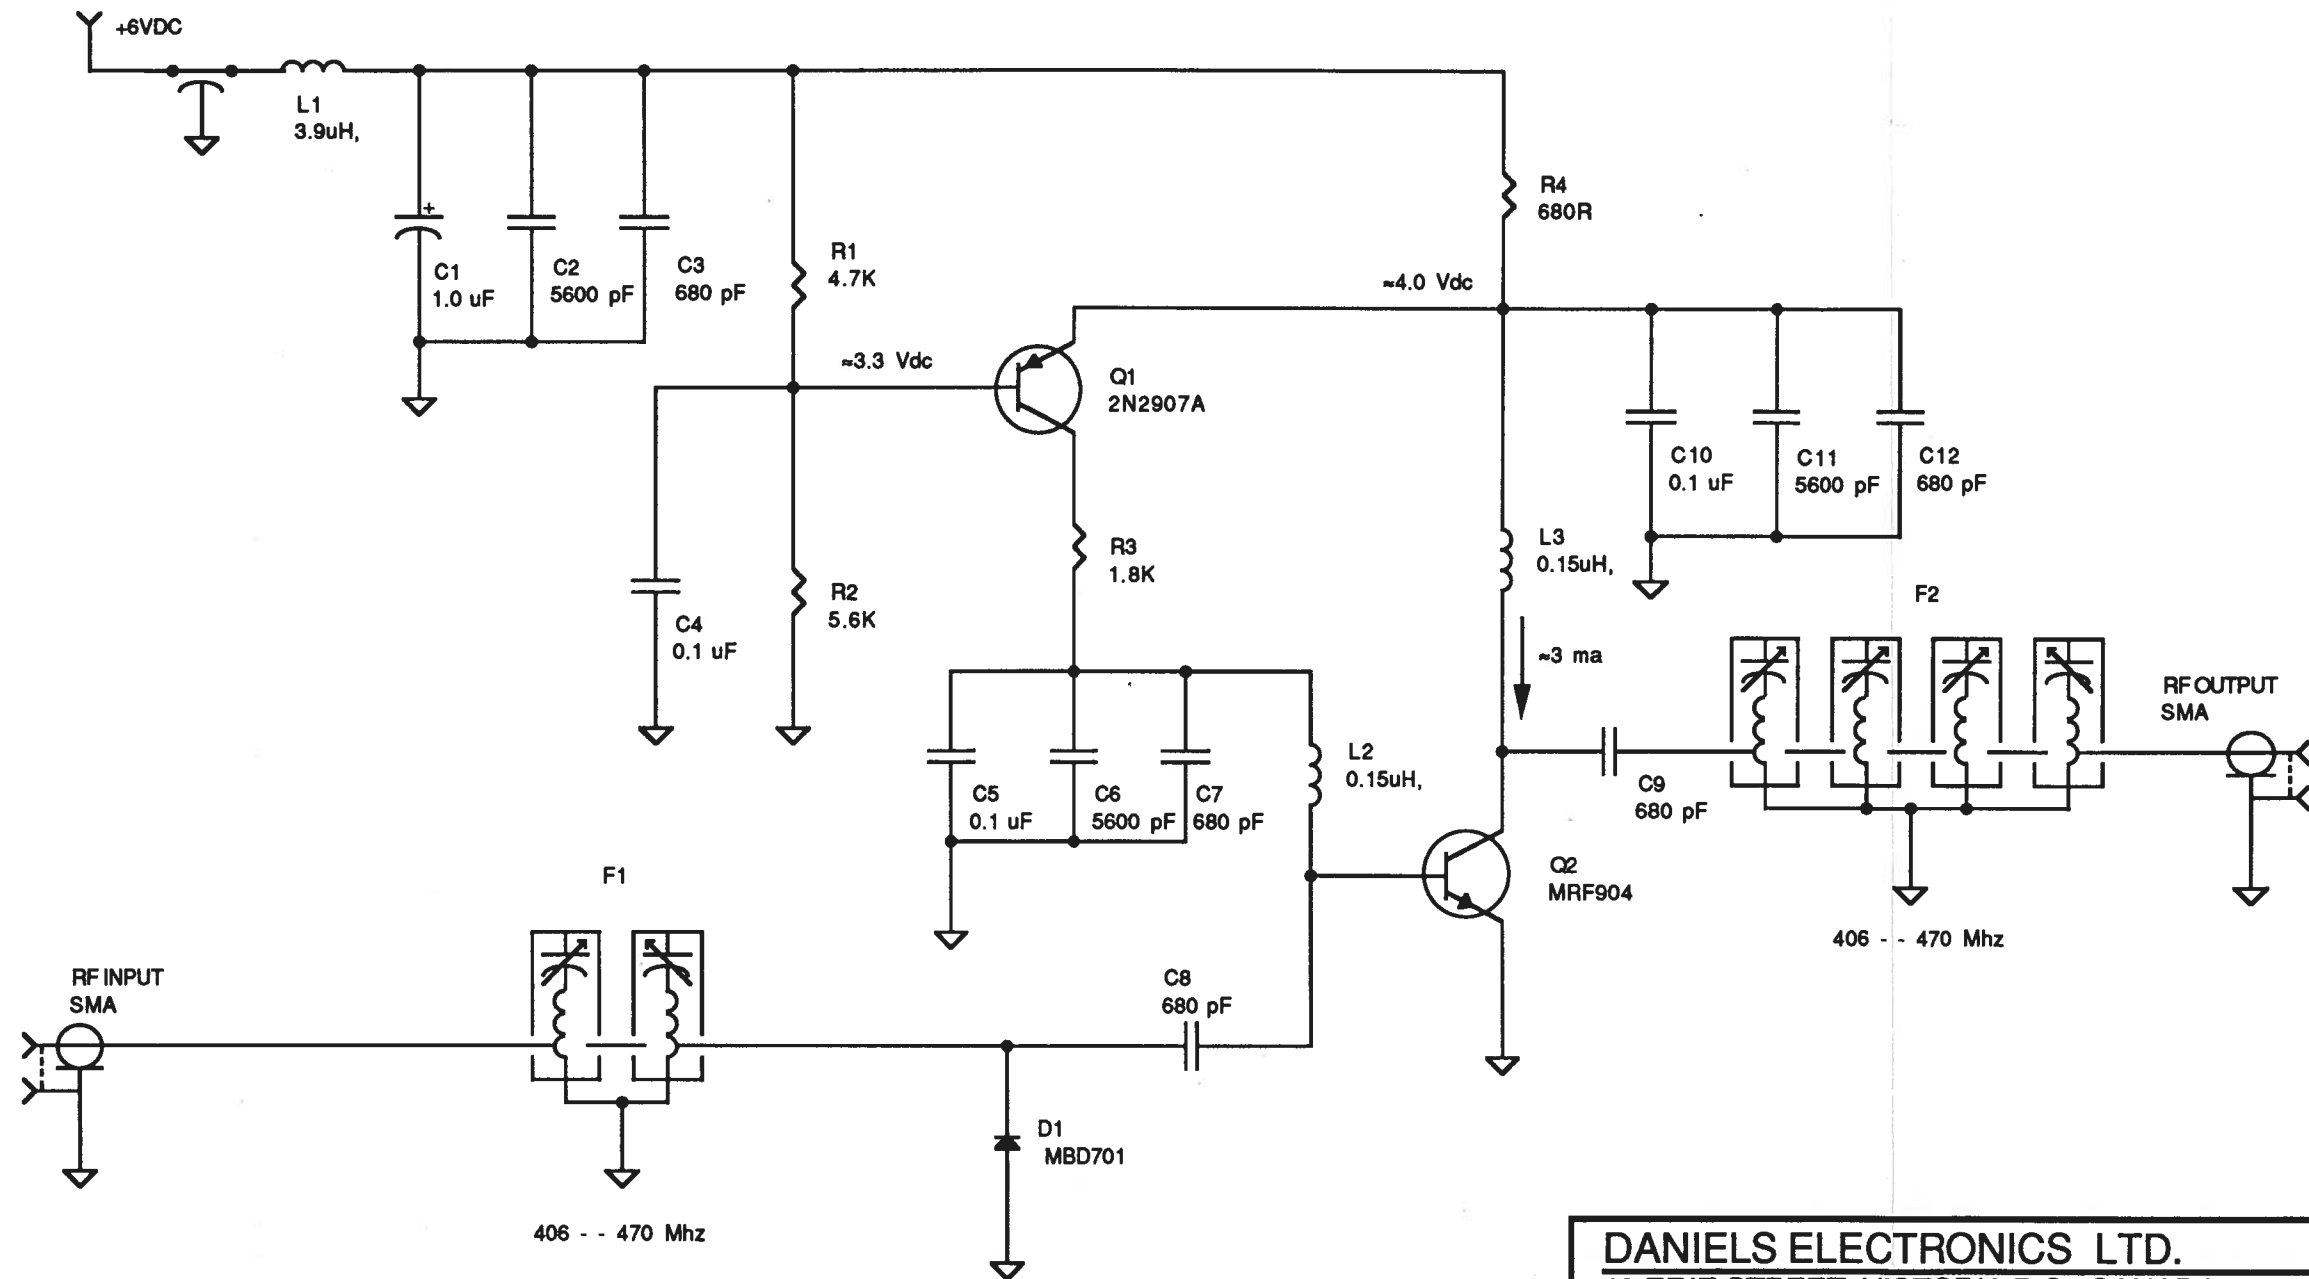 +6VDC
L1
3.9uH,
+
C1
1.0 uF
C2
5600 pF
C3
680 pF
R1
4.7K
R4
680R
≈4.0 Vdc
≈3.3 Vdc
Q1
2N2907A
C10
0.1 uF
C11
5600 pF
C12
680 pF
R3
1.8K
L3
0.15uH,
R2
5.6K
C4
0.1 uF
F2
≈3 ma
RF OUTPUT
SMA
L2
0.15uH,
C5
0.1 uF
C6
5600 pF
C7
680 pF
C9
680 pF
Q2
MRF904
F1
406 - - 470 Mhz
RF INPUT
SMA
C8
680 pF
D1
MBD701
406 - - 470 Mhz
DANIELS ELECTRONICS LTD.